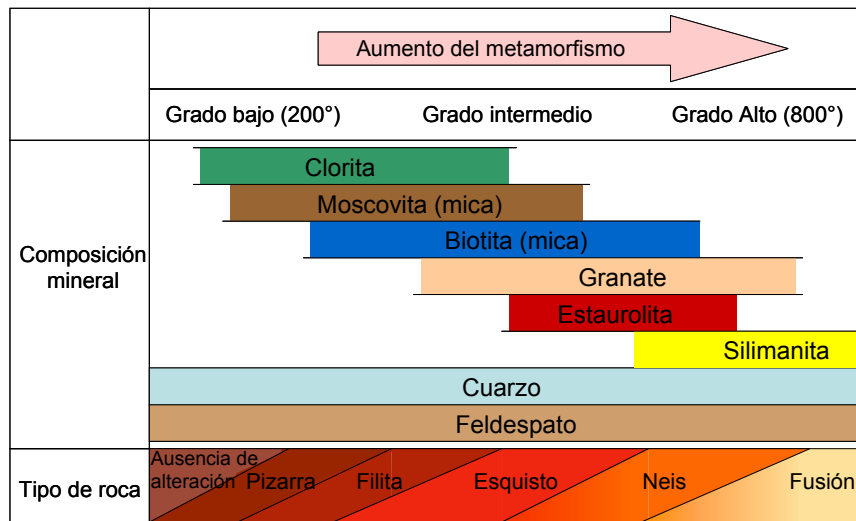 Aumento del metamorfismo
Grado bajo (200°)
Grado intermedio
Grado Alto (800°)
Composición
mineral
Clorita
Moscovita (mica)
Biotita (mica)
Granate
Estaurolita
Silimanita
Cuarzo
Feldespato
Tipo de roca
Ausencia de
alteración
Pizarra
Filita
Esquisto
Neis
Fusión